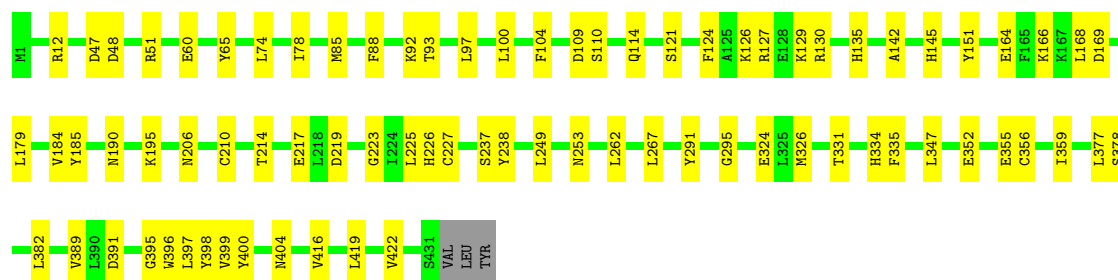 M1 R12 D47 D48 R51 E60 Y65 L74 I78 M85 F88 K92 T93 L97 L100 F104 D109 S110 Q114 S121 F124 A125 K126 R127 E128 K129 R130 H135 A142 H145 Y151 E164 F165 K166 K167 L168 D169
L179 V184 Y185 N190 K195 N206 C210 T214 E217 L218 D219 G223 I224 L225 H226 C227 S237 Y238 L249 N253 L262 L267 Y291 G295 E324 L325 M326 T331 H334 F335 L347 E352 E355 C356 I359 L377 S378
L382 V389 L390 D391 G395 W396 L397 Y398 V399 Y400 N404 V416 L419 V422 S431 VAL LEU TYR